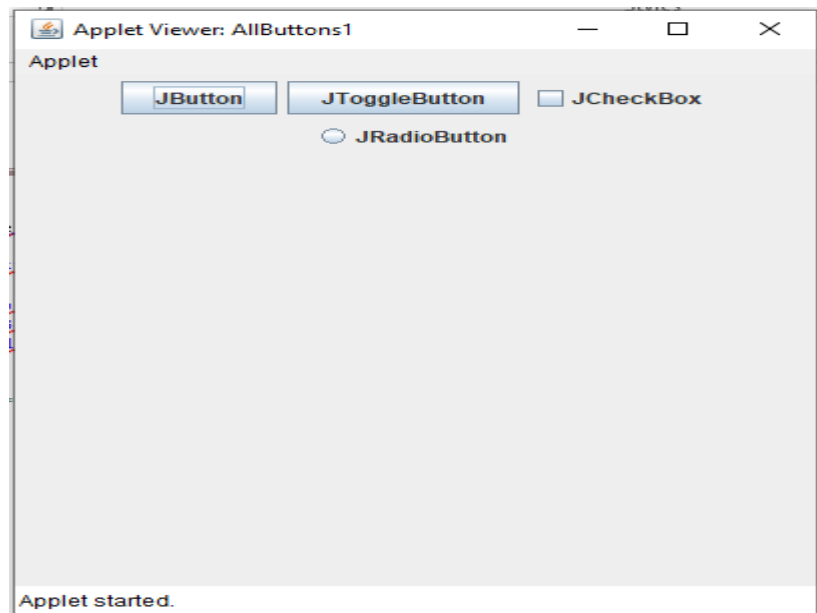 Applet Viewer: AllButtons1
Applet
JButton JToggleButton JCheckBox
JRadioButton
Applet started.